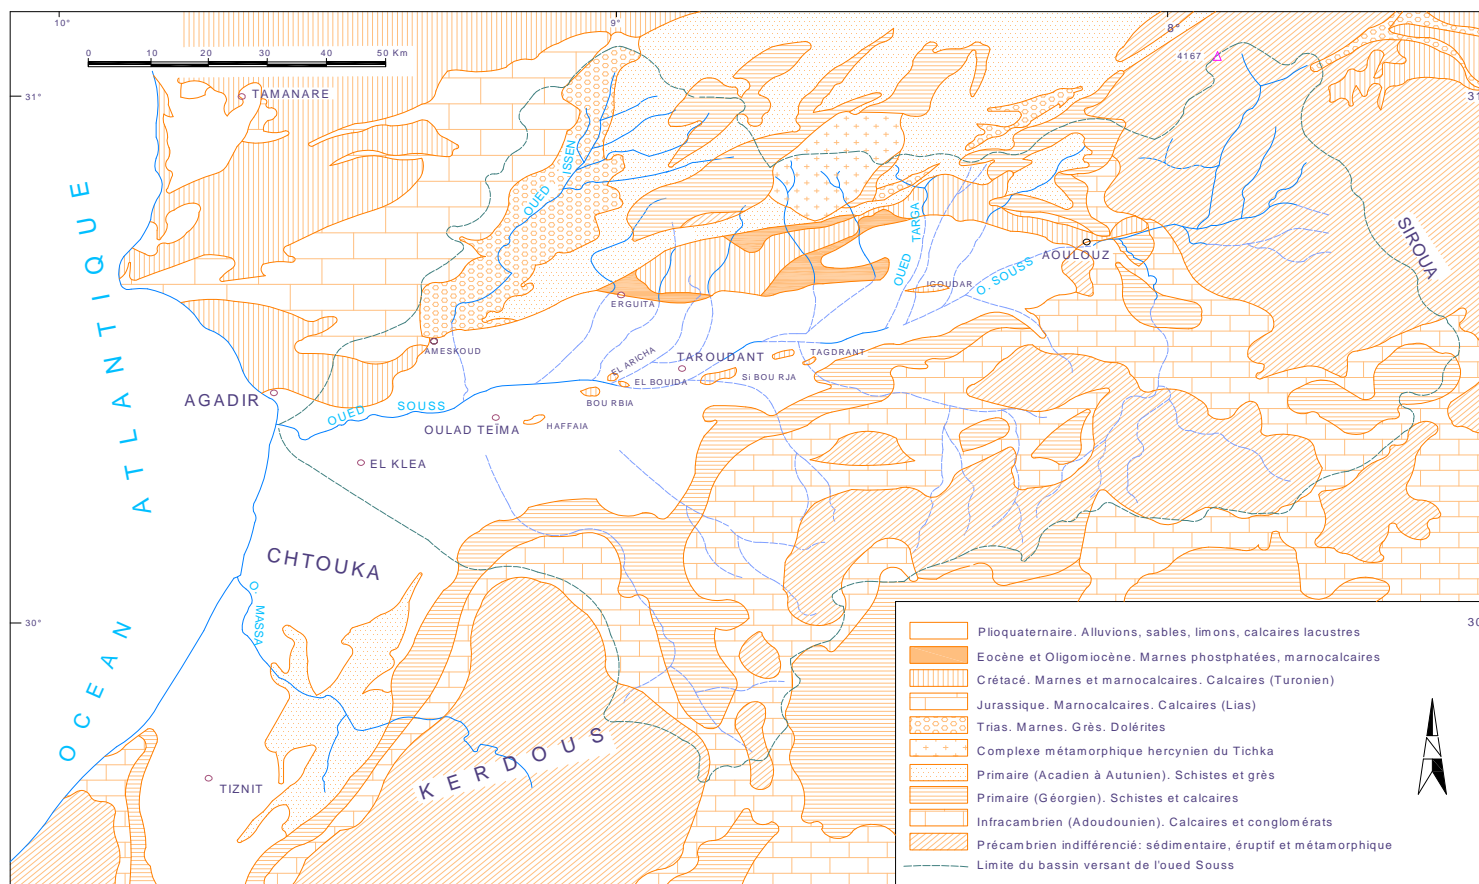 10°
9°
8°
0 10 20 30 40 50 Km
4167
31°
31
TAMANARE
OUED ISSEN
OCEAN ATLANTIQUE
OUED TARGA
SIROUA
AOULOUZ
O. SOUSS
IGOUDAR
ERGUITA
AMESKOUD
EL ARICHA
TAROUDANT
TAGDRANT
EL BOUIDA
Si BOU RJA
AGADIR
BOU RBIA
OUED SOUSS
OULAD TEÏMA
HAFFAIA
EL KLEA
CHTOUKA
O. MASSA
30°
30
KERDOUS
TIZNIT
Plioquaternaire. Alluvions, sables, limons, calcaires lacustres
Eocène et Oligomiocène. Marnes phostphatées, marnocalcaires
Crétacé. Marnes et marnocalcaires. Calcaires (Turonien)
Jurassique. Marnocalcaires. Calcaires (Lias)
Trias. Marnes. Grès. Dolérites
Complexe métamorphique hercynien du Tichka
Primaire (Acadien à Autunien). Schistes et grès
Primaire (Géorgien). Schistes et calcaires
Infracambrien (Adoudounien). Calcaires et conglomérats
Précambrien indifférencié: sédimentaire, éruptif et métamorphique
Limite du bassin versant de l'oued Souss
N